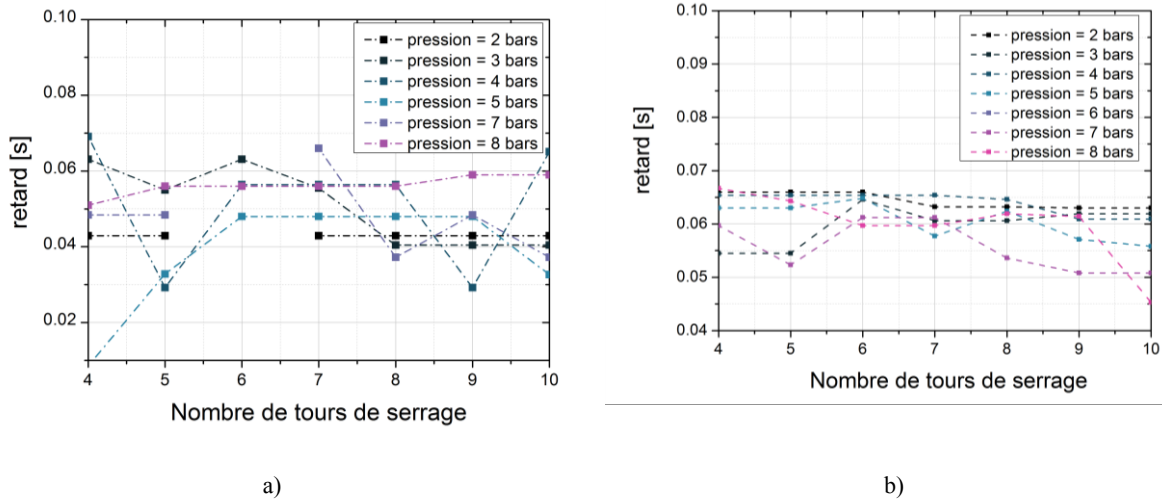 0.10
0.08
0.06
0.04
0.02
retard [s]
4 5 6 7 8 9 10
Nombre de tours de serrage
pression = 2 bars
pression = 3 bars
pression = 4 bars
pression = 5 bars
pression = 7 bars
pression = 8 bars
a)
0.10
0.09
0.08
0.07
0.06
0.05
0.04
retard [s]
4 5 6 7 8 9 10
Nombre de tours de serrage
pression = 2 bars
pression = 3 bars
pression = 4 bars
pression = 5 bars
pression = 6 bars
pression = 7 bars
pression = 8 bars
b)